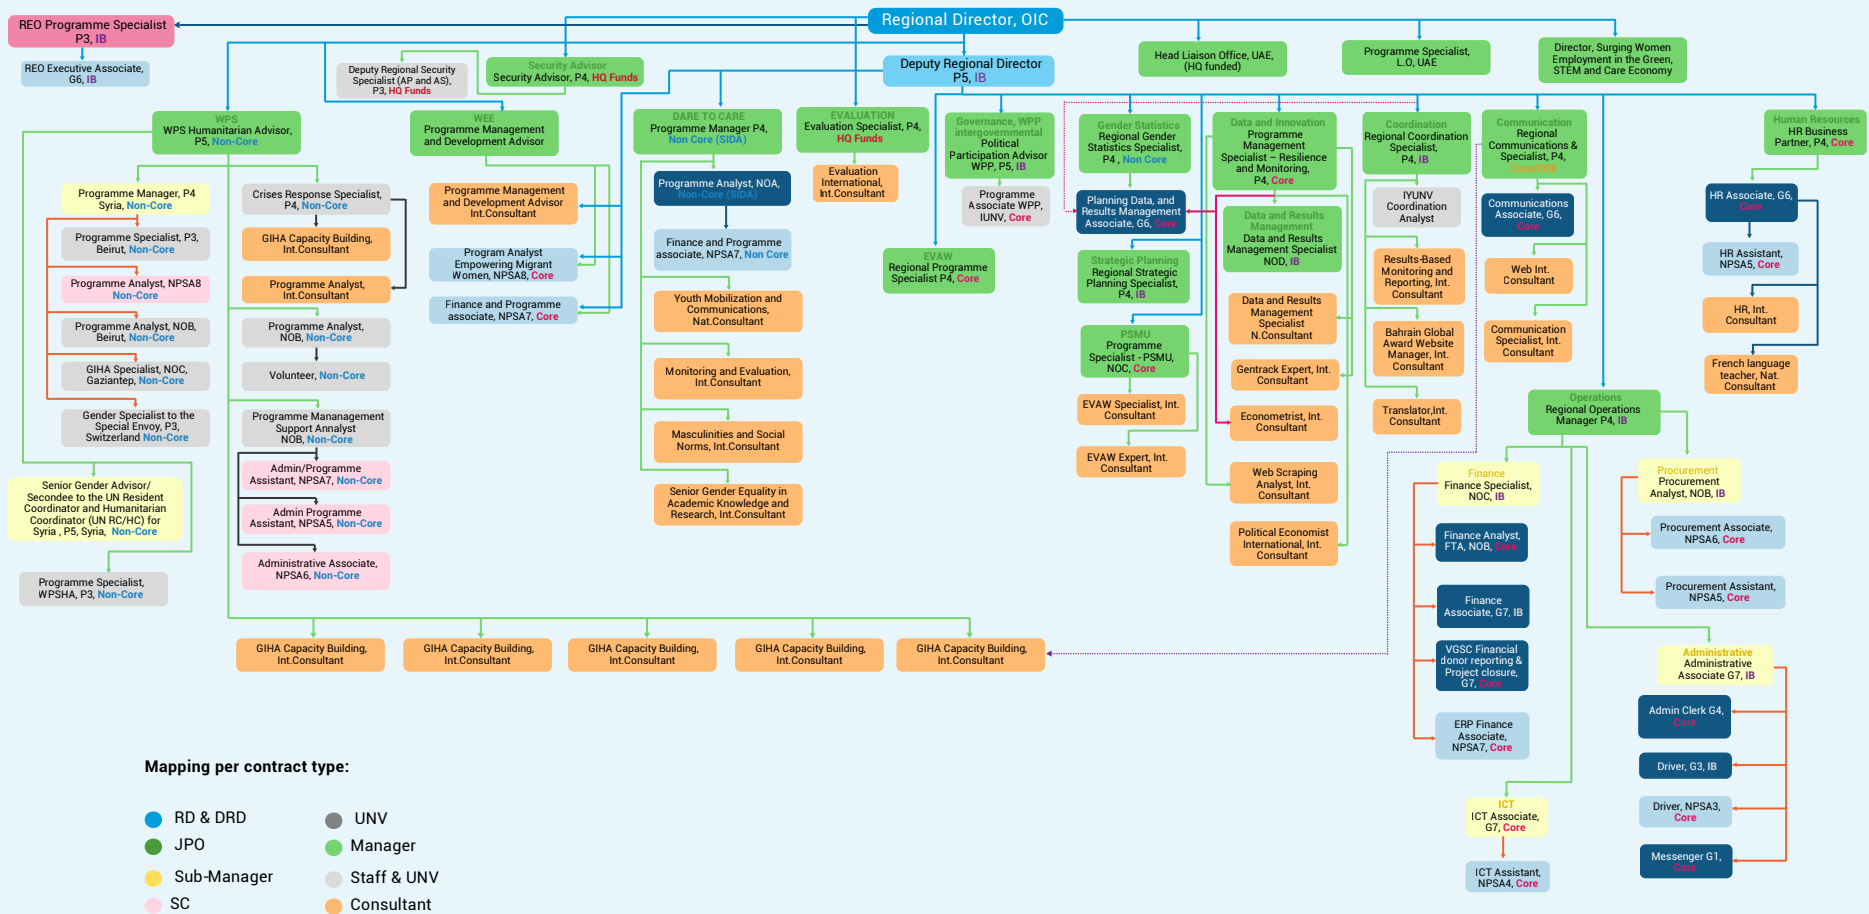 Regional Director, OIC
REO Programme Specialist
P3, IB
REO Executive Associate,
G6, IB
Deputy Regional Security
Specialist (AP and AS),
P3, HQ Funds
Security Advisor
Security Advisor, P4, HQ Funds
Deputy Regional Director
P5, IB
Head Liaison Office, UAE,
(HQ funded)
Programme Specialist,
L.O, UAE
Director, Surging Women
Employment in the Green,
STEM and Care Economy
WPS
WPS Humanitarian Advisor,
P5, Non-Core
WEE
Programme Management
and Development Advisor
DARE TO CARE
Programme Manager P4,
Non Core (SIDA)
EVALUATION
Evaluation Specialist, P4,
HQ Funds
Governance, WPP
intergovernmental
Political
Participation Advisor
WPP, P5, IB
Gender Statistics
Regional Gender
Statistics Specialist,
P4 , Non Core
Data and Innovation
Programme
Management
Specialist – Resilience
and Monitoring,
P4, Core
Coordination
Regional Coordination
Specialist,
P4, IB
Communication
Regional
Communications &
Specialist, P4,
Human Resources
HR Business
Partner, P4, Core
Programme Manager, P4
Syria, Non-Core
Programme Specialist, P3,
Beirut, Non-Core
Programme Analyst, NPSA8
Non-Core
Programme Analyst, NOB,
Beirut, Non-Core
GIHA Specialist, NOC,
Gaziantep, Non-Core
Gender Specialist to the
Special Envoy, P3,
Switzerland Non-Core
Senior Gender Advisor/
Secondee to the UN Resident
Coordinator and Humanitarian
Coordinator (UN RC/HC) for
Syria , P5, Syria, Non-Core
Programme Specialist,
WPSHA, P3, Non-Core
Crises Response Specialist,
P4, Non-Core
GIHA Capacity Building,
Int.Consultant
Programme Analyst,
Int.Consultant
Programme Analyst,
NOB, Non-Core
Volunteer, Non-Core
Programme Mananagement
Support Annalyst
NOB, Non-Core
Admin/Programme
Assistant, NPSA7, Non-Core
Admin Programme
Assistant, NPSA5, Non-Core
Administrative Associate,
NPSA6, Non-Core
GIHA Capacity Building,
Int.Consultant
GIHA Capacity Building,
Int.Consultant
GIHA Capacity Building,
Int.Consultant
GIHA Capacity Building,
Int.Consultant
GIHA Capacity Building,
Int.Consultant
Programme Management
and Development Advisor
Int.Consultant
Program Analyst
Empowering Migrant
Women, NPSA8, Core
Finance and Programme
associate, NPSA7, Core
Programme Analyst, NOA,
Non-Core (SIDA)
Finance and Programme
associate, NPSA7, Non Core
Youth Mobilization and
Communications,
Nat.Consultant
Monitoring and Evaluation,
Int.Consultant
Masculinities and Social
Norms, Int.Consultant
Senior Gender Equality in
Academic Knowledge and
Research, Int.Consultant
Evaluation
International,
Int.Consultant
Programme
Associate WPP,
IUNV, Core
EVAW
Regional Programme
Specialist P4, Core
Planning Data, and
Results Management
Associate, G6, Core
Strategic Planning
Regional Strategic
Planning Specialist,
P4, IB
PSMU
Programme
Specialist - PSMU,
NOC, Core
EVAW Specialist, Int.
Consultant
EVAW Expert, Int.
Consultant
Data and Results
Management
Data and Results
Management Specialist
NOD, IB
Data and Results
Management
Specialist
N.Consultant
Gentrack Expert, Int.
Consultant
Econometrist, Int.
Consultant
Web Scraping
Analyst, Int.
Consultant
Political Economist
International, Int.
Consultant
IYUNV
Coordination
Analyst
Results-Based
Monitoring and
Reporting, Int.
Consultant
Bahrain Global
Award Website
Manager, Int.
Consultant
Translator,Int.
Consultant
Communications
Associate, G6,
Core
Web Int.
Consultant
Communication
Specialist, Int.
Consultant
HR Associate, G6,
Core
HR Assistant,
NPSA5, Core
HR, Int.
Consultant
French language
teacher, Nat.
Consultant
Operations
Regional Operations
Manager P4, IB
Finance
Finance Specialist,
NOC, IB
Finance Analyst,
FTA, NOB, Core
Finance
Associate, G7, IB
VGSC Financial
donor reporting &
Project closure,
G7, Core
ERP Finance
Associate,
NPSA7, Core
Procurement
Procurement
Analyst, NOB, IB
Procurement Associate,
NPSA6, Core
Procurement Assistant,
NPSA5, Core
Administrative
Administrative
Associate G7, IB
Admin Clerk G4,
Core
Driver, G3, IB
Driver, NPSA3,
Core
Messenger G1,
Core
ICT
ICT Associate,
G7, Core
ICT Assistant,
NPSA4, Core
Mapping per contract type:
RD & DRD
JPO
Sub-Manager
SC
UNV
Manager
Staff & UNV
Consultant